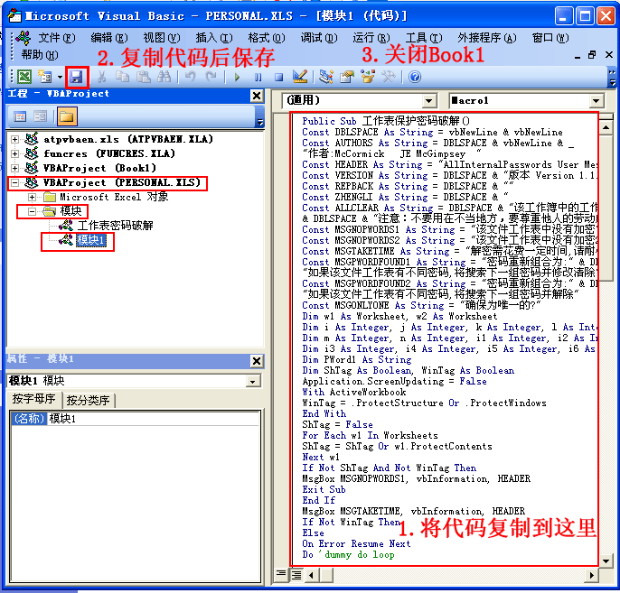 Microsoft Visual Basic - PERSONAL.XLS - [模块1 (代码)]
文件(F) 编辑(E) 视图(V) 插入(I) 格式(O) 调试(D) 运行(R) 工具(T) 外接程序(A) 窗口(W)
帮助(H)
2.复制代码后保存
3.关闭Book1
工程 - VBAProject
(通用)
Macro1
atpvbaen.xls (ATPVBAEN.XLA)
funcres (FUNCRES.XLA)
VBAProject (Book1)
VBAProject (PERSONAL.XLS)
Microsoft Excel 对象
模块
工作表密码破解
模块1
属性 - 模块1
模块1 模块
按字母序
按分类序
(名称) 模块1
Public Sub 工作表保护密码破解()
Const DBLSPACE As String = vbNewLine & vbNewLine
Const AUTHORS As String = DBLSPACE & vbNewLine & _
"作者:McCormick   JE McGimpsey  "
Const HEADER As String = "AllInternalPasswords User Mes
Const VERSION As String = DBLSPACE & "版本 Version 1.1
Const REPBACK As String = DBLSPACE & ""
Const ZHENGLI As String = DBLSPACE & "
Const ALLCLEAR As String = DBLSPACE & "该工作簿中的工作
& DBLSPACE & "注意：不要用在不当地方，要尊重他人的劳动
Const MSGNOPWORDS1 As String = "该文件工作表中没有加密
Const MSGNOPWORDS2 As String = "该文件工作表中没有加密
Const MSGTAKETIME As String = "解密需花费一定时间,请耐
Const MSGPWORDFOUND1 As String = "密码重新组合为:" & DB
"如果该文件工作表有不同密码,将搜索下一组密码并修改清除
Const MSGPWORDFOUND2 As String = "密码重新组合为:" & DB
"如果该文件工作表有不同密码,将搜索下一组密码并解除"
Const MSGONLYONE As String = "确保为唯一的?"
Dim w1 As Worksheet, w2 As Worksheet
Dim i As Integer, j As Integer, k As Integer, l As Inte
Dim m As Integer, n As Integer, i1 As Integer, i2 As In
Dim i3 As Integer, i4 As Integer, i5 As Integer, i6 As
Dim PWord1 As String
Dim ShTag As Boolean, WinTag As Boolean
Application.ScreenUpdating = False
With ActiveWorkbook
WinTag = .ProtectStructure Or .ProtectWindows
End With
ShTag = False
For Each w1 In Worksheets
ShTag = ShTag Or w1.ProtectContents
Next w1
If Not ShTag And Not WinTag Then
MsgBox MSGNOPWORDS1, vbInformation, HEADER
Exit Sub
End If
MsgBox MSGTAKETIME, vbInformation, HEADER
If Not WinTag Then
Else
On Error Resume Next
Do 'dummy do loop
1.将代码复制到这里